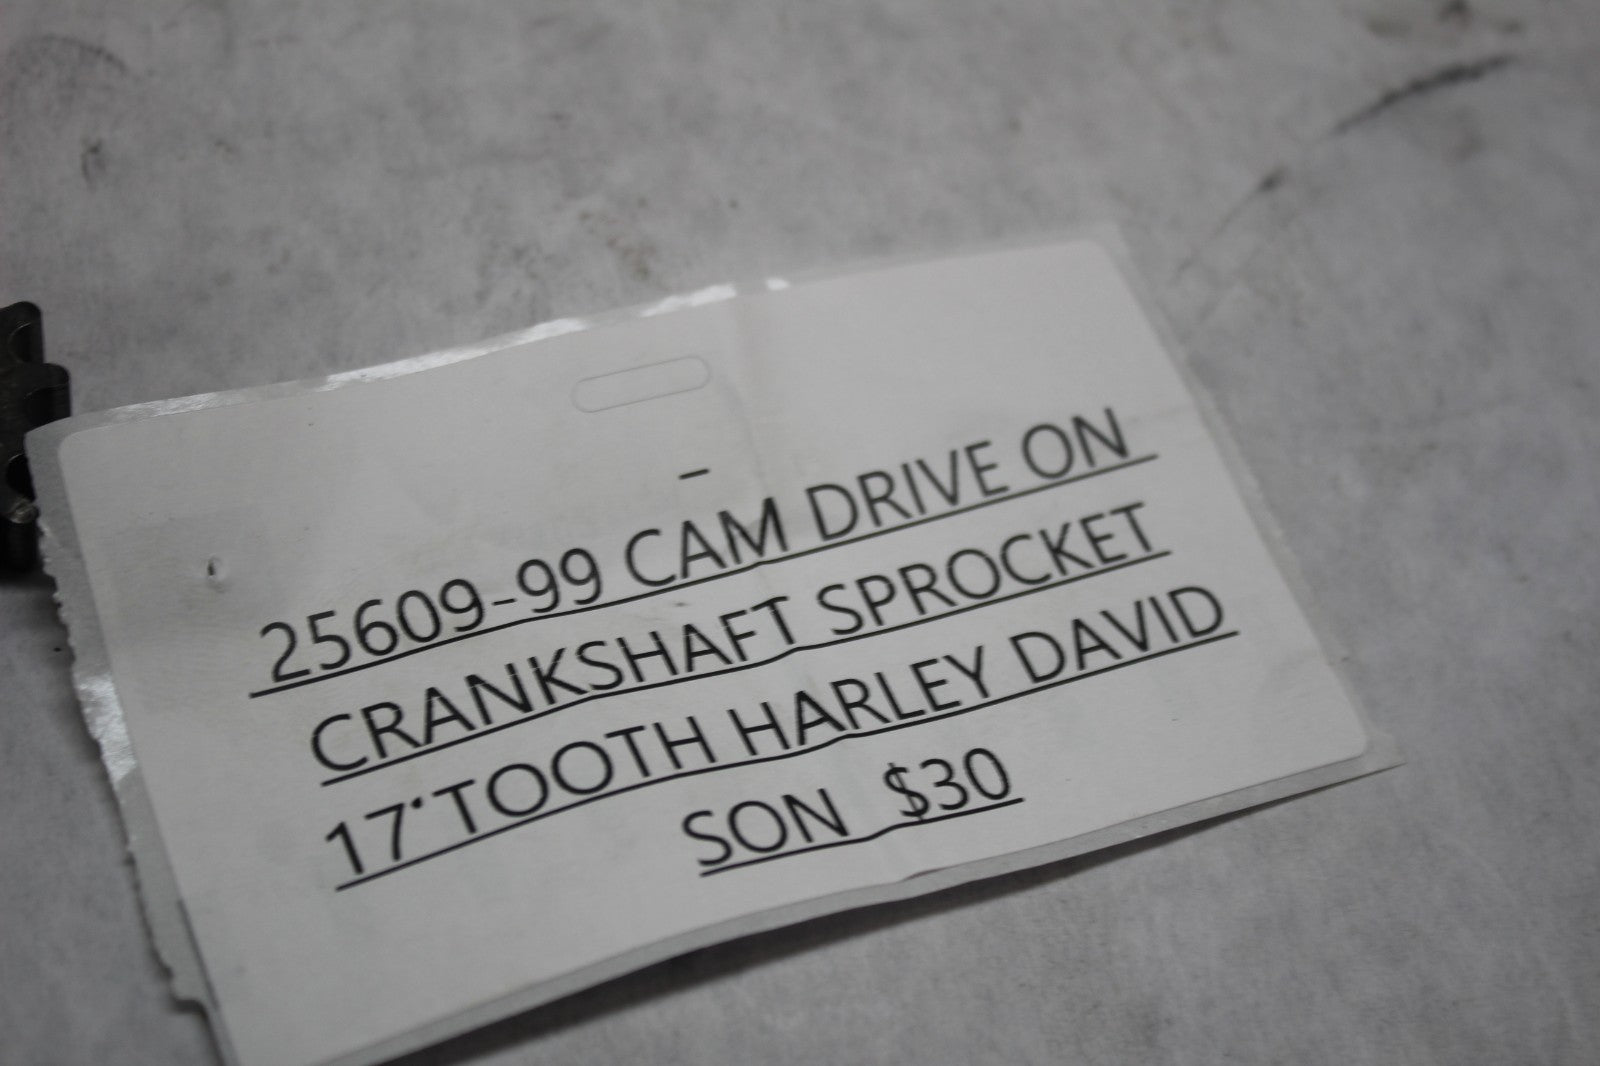 -
25609-99 CAM DRIVE ON
CRANKSHAFT SPROCKET
17 TOOTH HARLEY DAVID
SON $30